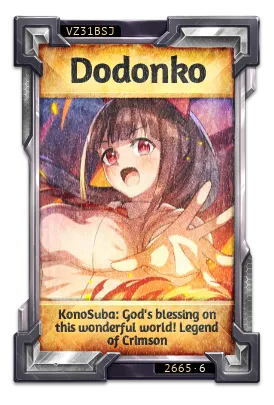 VZ31BSJ
Dodonko
KonoSuba: God's blessing on
this wonderful world! Legend
of Crimson
2665·6